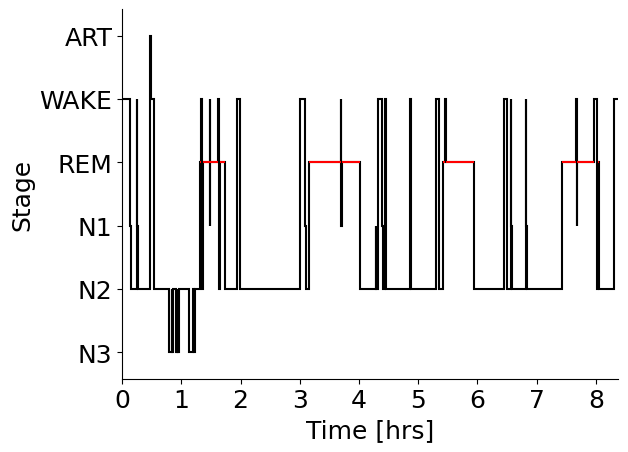 ART
WAKE
REM
N1
N2
N3
Stage
0 1 2 3 4 5 6 7 8
Time [hrs]